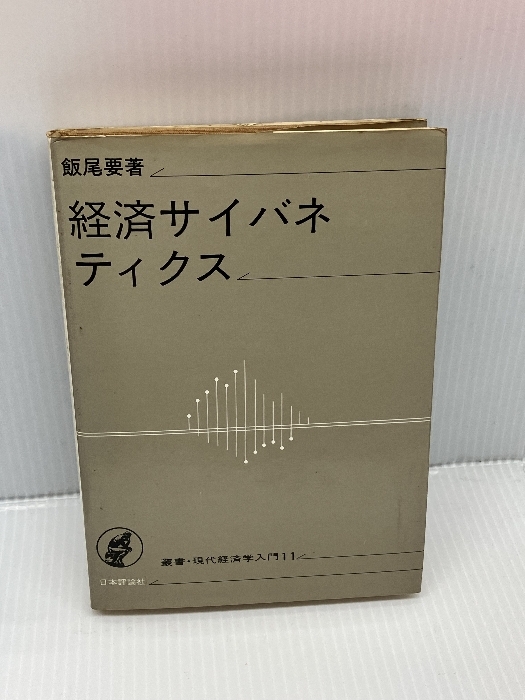 飯尾要著
経済サイバネ
ティクス
叢書・現代経済学入門11
日本評論社